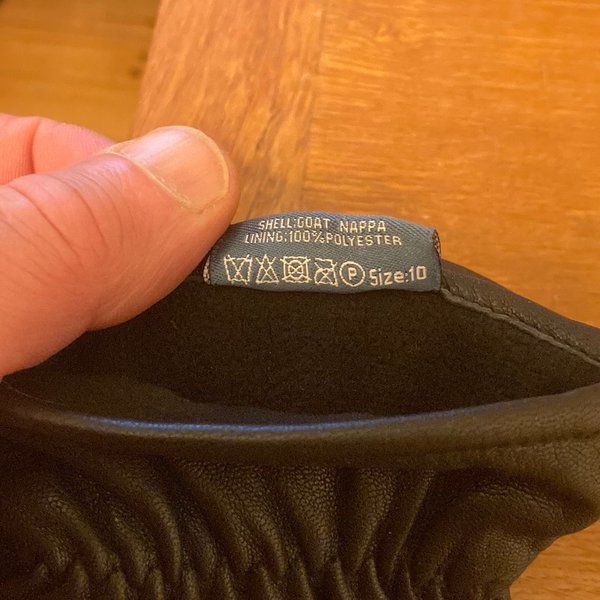 SHELL:GOAT NAPPA
LINING:100%POLYESTER
P Size:10